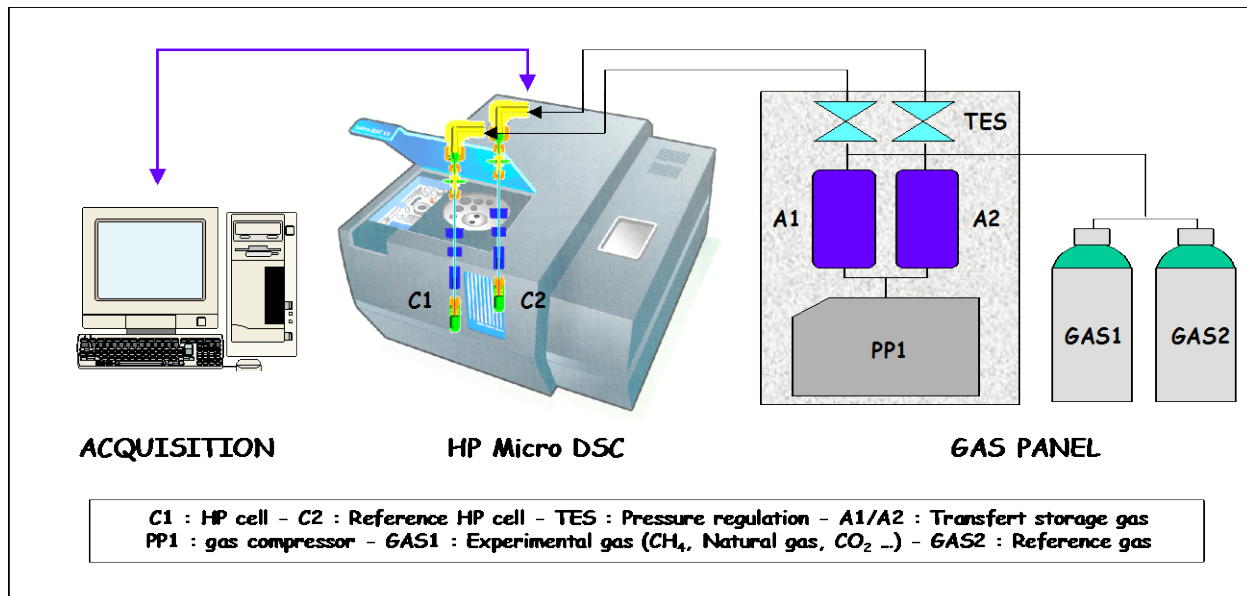 TES
A1
A2
C1
C2
PP1
GAS1
GAS2
ACQUISITION
HP Micro DSC
GAS PANEL
C1 : HP cell – C2 : Reference HP cell – TES : Pressure regulation – A1/A2 : Transfert storage gas
PP1 : gas compressor – GAS1 : Experimental gas (CH₄, Natural gas, CO₂ …) – GAS2 : Reference gas